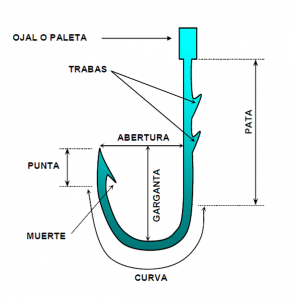 OJAL O PALETA
TRABAS
ABERTURA
PATA
PUNTA
GARGANTA
MUERTE
CURVA